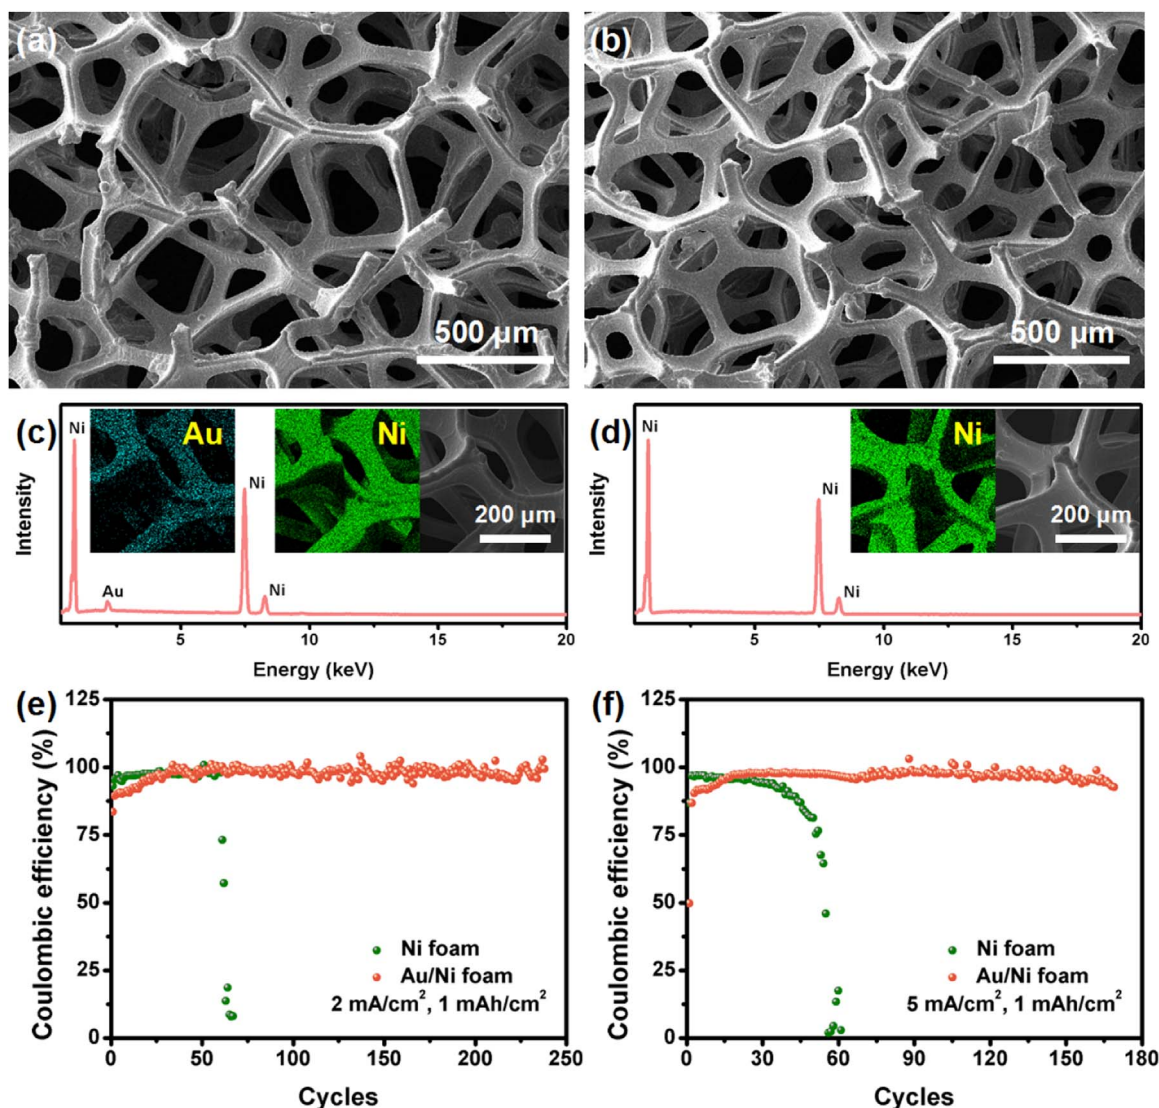 (a)
500 µm
(b)
500 µm
(c)
Intensity
Ni
Au
Au
Ni
200 µm
Ni
Ni
5
10
15
20
Energy (keV)
(d)
Intensity
Ni
Ni
200 µm
Ni
Ni
5
10
15
20
Energy (keV)
(e)
Coulombic efficiency (%)
125
100
75
50
25
0
Ni foam
Au/Ni foam
2 mA/cm², 1 mAh/cm²
0
50
100
150
200
250
Cycles
(f)
Coulombic efficiency (%)
125
100
75
50
25
0
Ni foam
Au/Ni foam
5 mA/cm², 1 mAh/cm²
0
30
60
90
120
150
180
Cycles